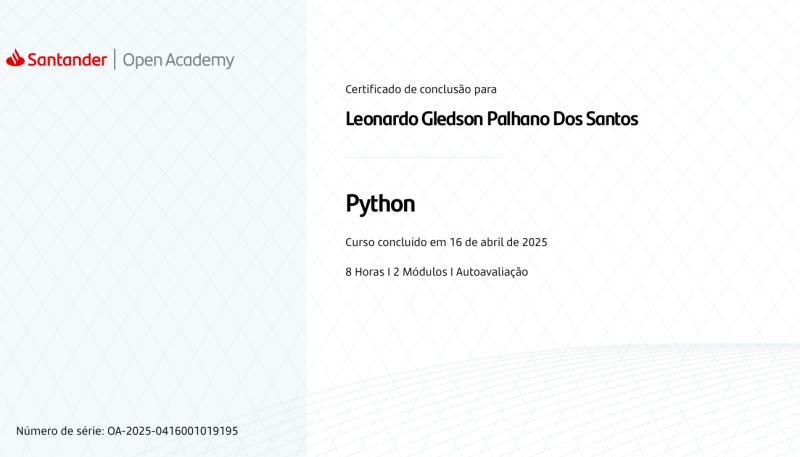 Santander | Open Academy
Certificado de conclusão para
Leonardo Gledson Palhano Dos Santos
Python
Curso concluido em 16 de abril de 2025
8 Horas I 2 Módulos I Autoavaliação
Número de série: OA-2025-0416001019195